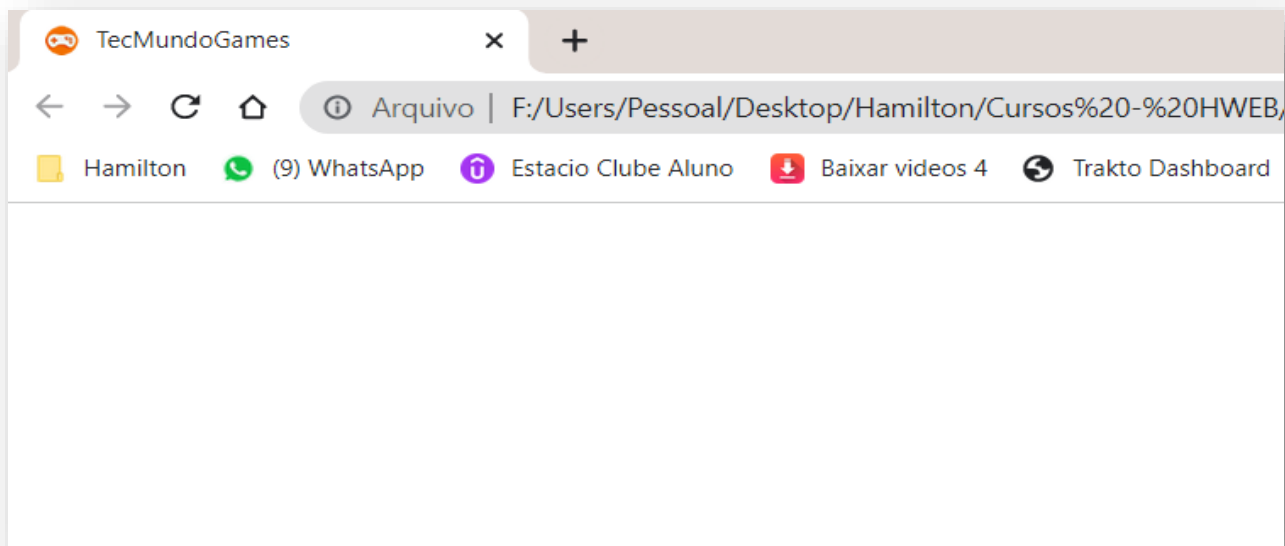 TecMundoGames
Arquivo | F:/Users/Pessoal/Desktop/Hamilton/Cursos%20-%20HWEB/
Hamilton (9) WhatsApp Estacio Clube Aluno Baixar videos 4 Trakto Dashboard